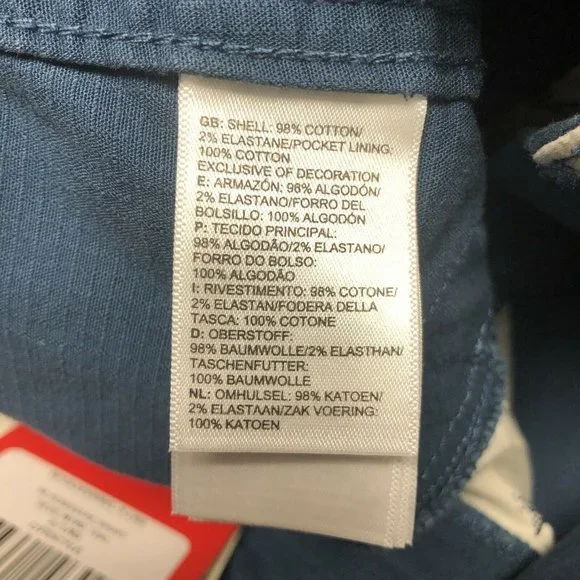 GB: SHELL: 98% COTTON/
2% ELASTANE/POCKET LINING:
100% COTTON
EXCLUSIVE OF DECORATION
E: ARMAZÓN: 98% ALGODÓN/
2% ELASTANO/FORRO DEL
BOLSILLO: 100% ALGODÓN
P: TECIDO PRINCIPAL:
98% ALGODÃO/2% ELASTANO/
FORRO DO BOLSO:
100% ALGODÃO
I: RIVESTIMENTO: 98% COTONE/
2% ELASTAN/FODERA DELLA
TASCA: 100% COTONE
D: OBERSTOFF:
98% BAUMWOLLE/2% ELASTHAN/
TASCHENFUTTER:
100% BAUMWOLLE
NL: OMHULSEL: 98% KATOEN/
2% ELASTAAN/ZAK VOERING:
100% KATOEN